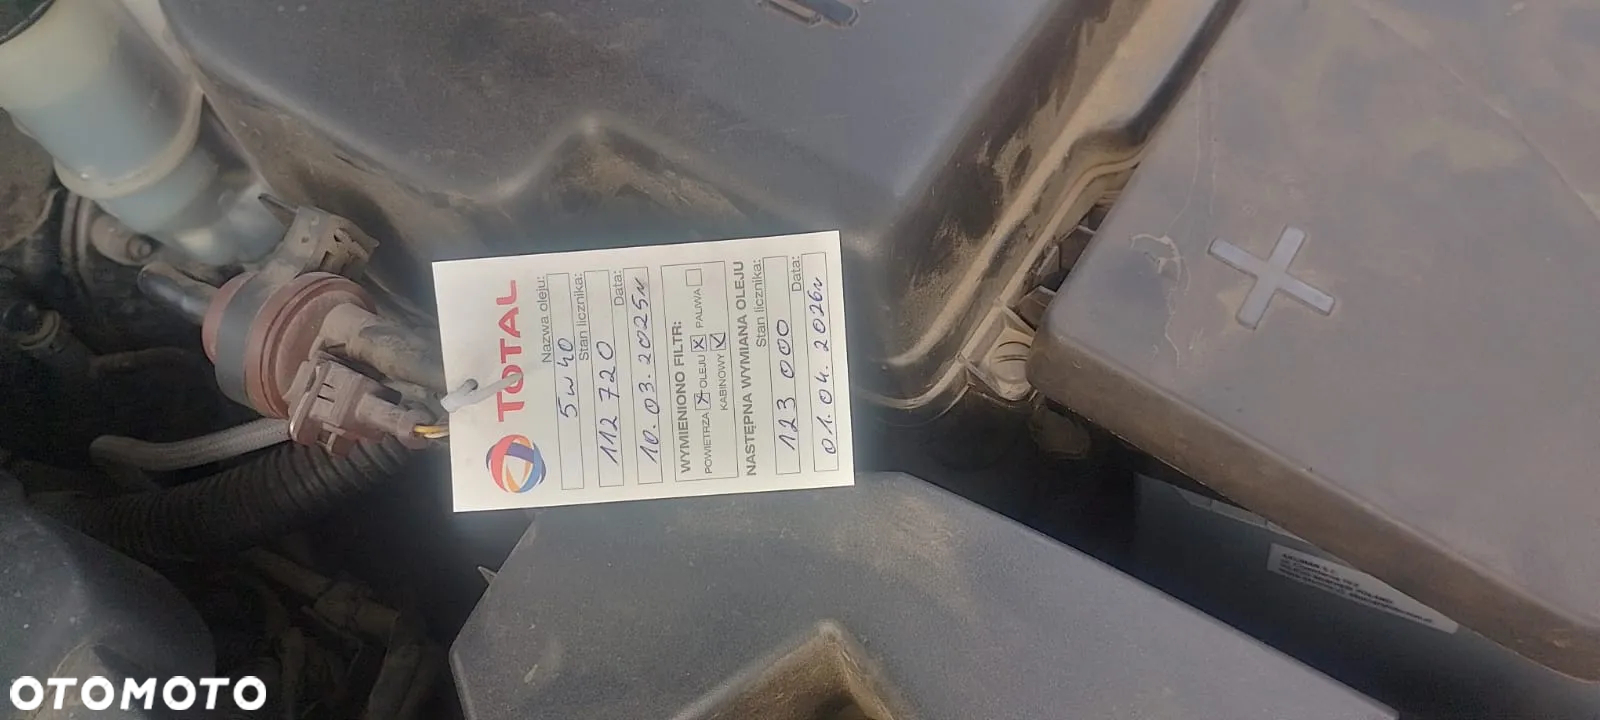 TOTAL
Nazwa oleju:
5w40
Stan licznika:
112 720
Data:
10.03.2025r
WYMIENIONO FILTR:
POWIETRZA X OLEJU X PALIWA
KABINOWY
NASTĘPNA WYMIANA OLEJU
Stan licznika:
123 000
Data:
01.04.2026r
OTOMOTO